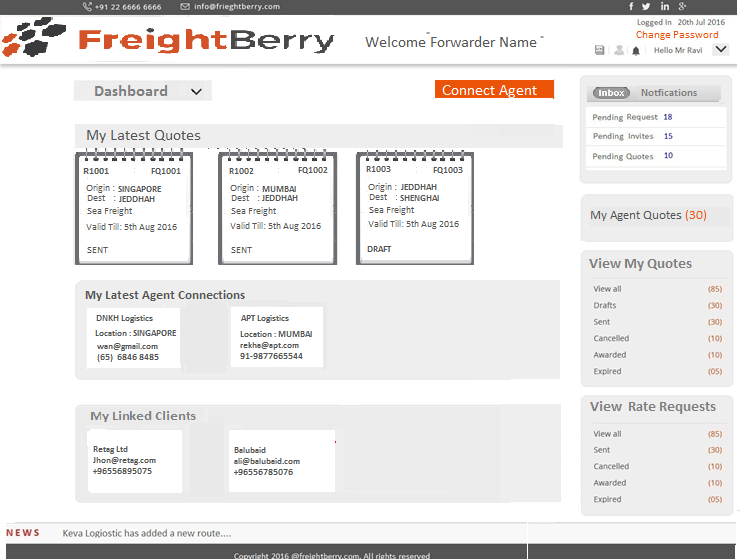 +91 22 6666 6666 info@frieghtberry.com
FreightBerry
Welcome Forwarder Name
Logged In 20th Jul 2016
Change Password
Hello Mr Ravi
Dashboard
Connect Agent
My Latest Quotes
R1001 FQ1001
Origin : SINGAPORE
Dest : JEDDHAH
Sea Freight
Valid Till: 5th Aug 2016
SENT
R1002 FQ1002
Origin : MUMBAI
Dest : JEDDHAH
Sea Freight
Valid Till: 5th Aug 2016
SENT
R1003 FQ1003
Origin : JEDDHAH
Dest : SHENGHAI
Sea Freight
Valid Till: 5th Aug 2016
DRAFT
My Latest Agent Connections
DNKH Logistics
Location : SINGAPORE
wan@gmail.com
(65) 6846 8485
APT Logistics
Location : MUMBAI
rekha@apt.com
91-9877665544
My Linked Clients
Retag Ltd
Jhon@retag.com
+96556895075
Balubaid
ali@balubaid.com
+96556785076
Inbox Notfications
Pending Request 18
Pending Invites 15
Pending Quotes 10
My Agent Quotes (30)
View My Quotes
View all (85)
Drafts (30)
Sent (30)
Cancelled (10)
Awarded (10)
Expired (05)
View Rate Requests
View all (85)
Sent (30)
Cancelled (10)
Awarded (10)
Expired (05)
NEWS Keva Logiostic has added a new route....
Copyright 2016 @freightberry.com. All rights reserved